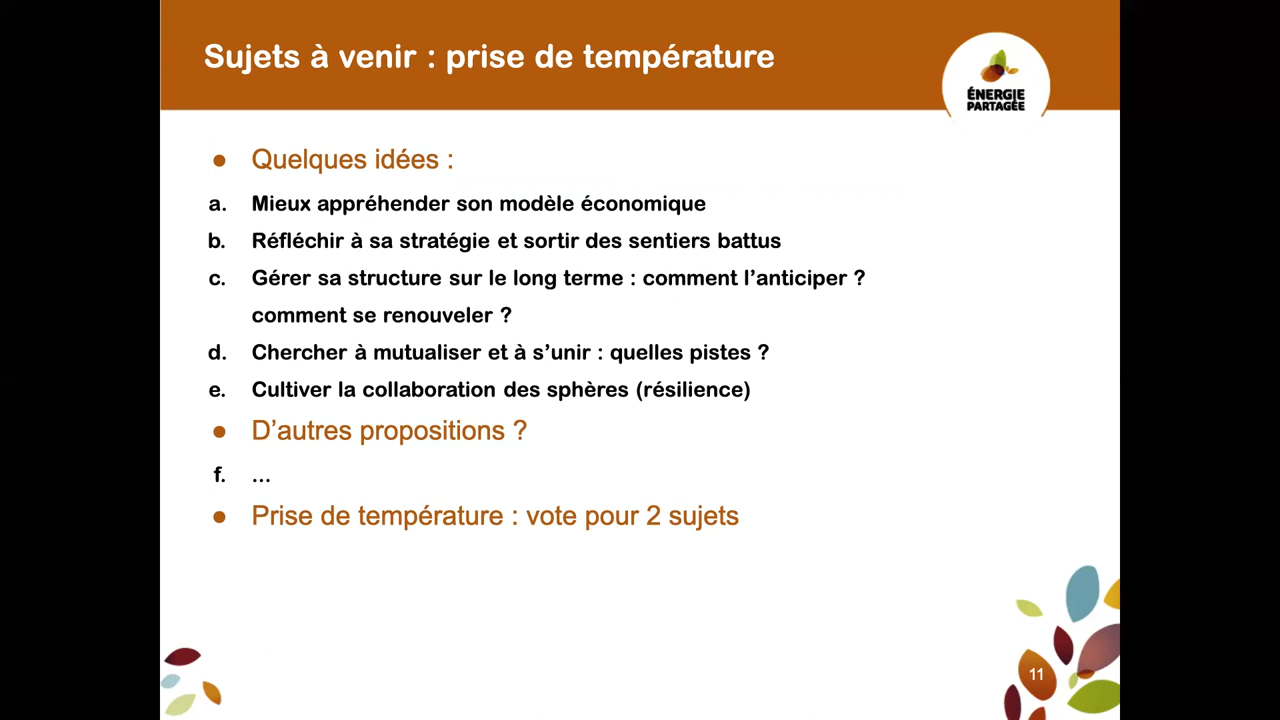 Sujets à venir : prise de température
ÉNERGIE
PARTAGÉE
● Quelques idées :
a. Mieux appréhender son modèle économique
b. Réfléchir à sa stratégie et sortir des sentiers battus
c. Gérer sa structure sur le long terme : comment l’anticiper ?
comment se renouveler ?
d. Chercher à mutualiser et à s’unir : quelles pistes ?
e. Cultiver la collaboration des sphères (résilience)
● D’autres propositions ?
f. ...
● Prise de température : vote pour 2 sujets
11